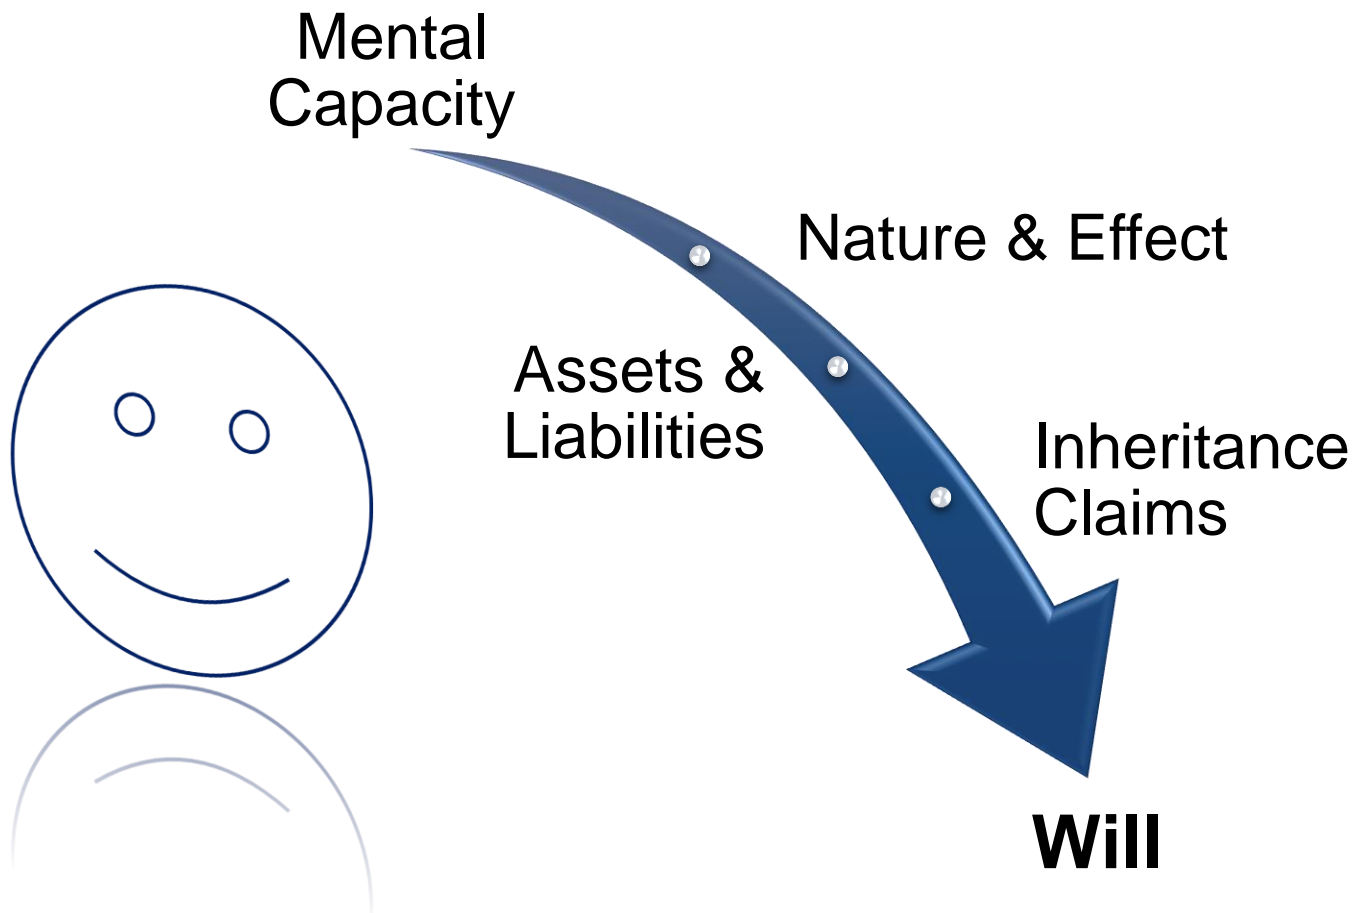 Mental
Capacity
Nature & Effect
Assets &
Liabilities
Inheritance
Claims
Will